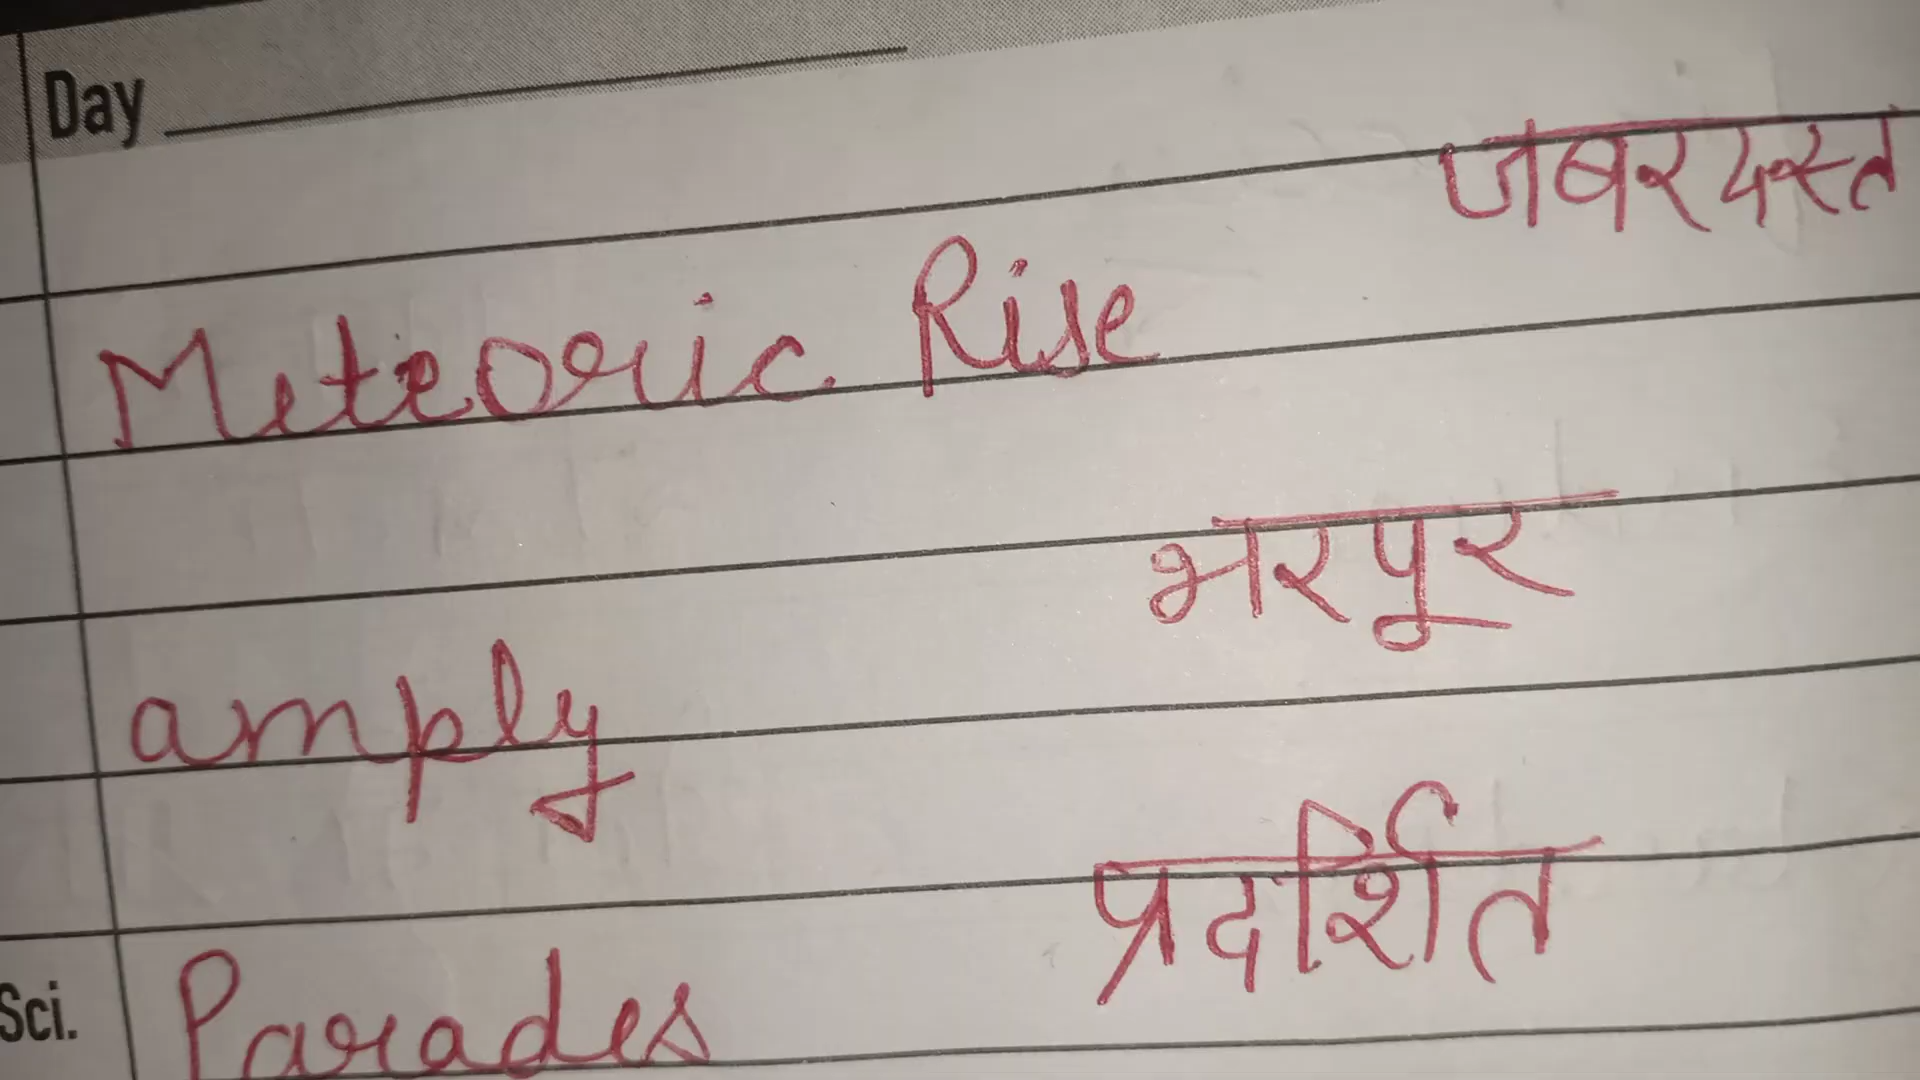 Day
जबरदस्त
Meteoric Rise
भरपूर
amply
प्रदर्शित
Sci.
Parades